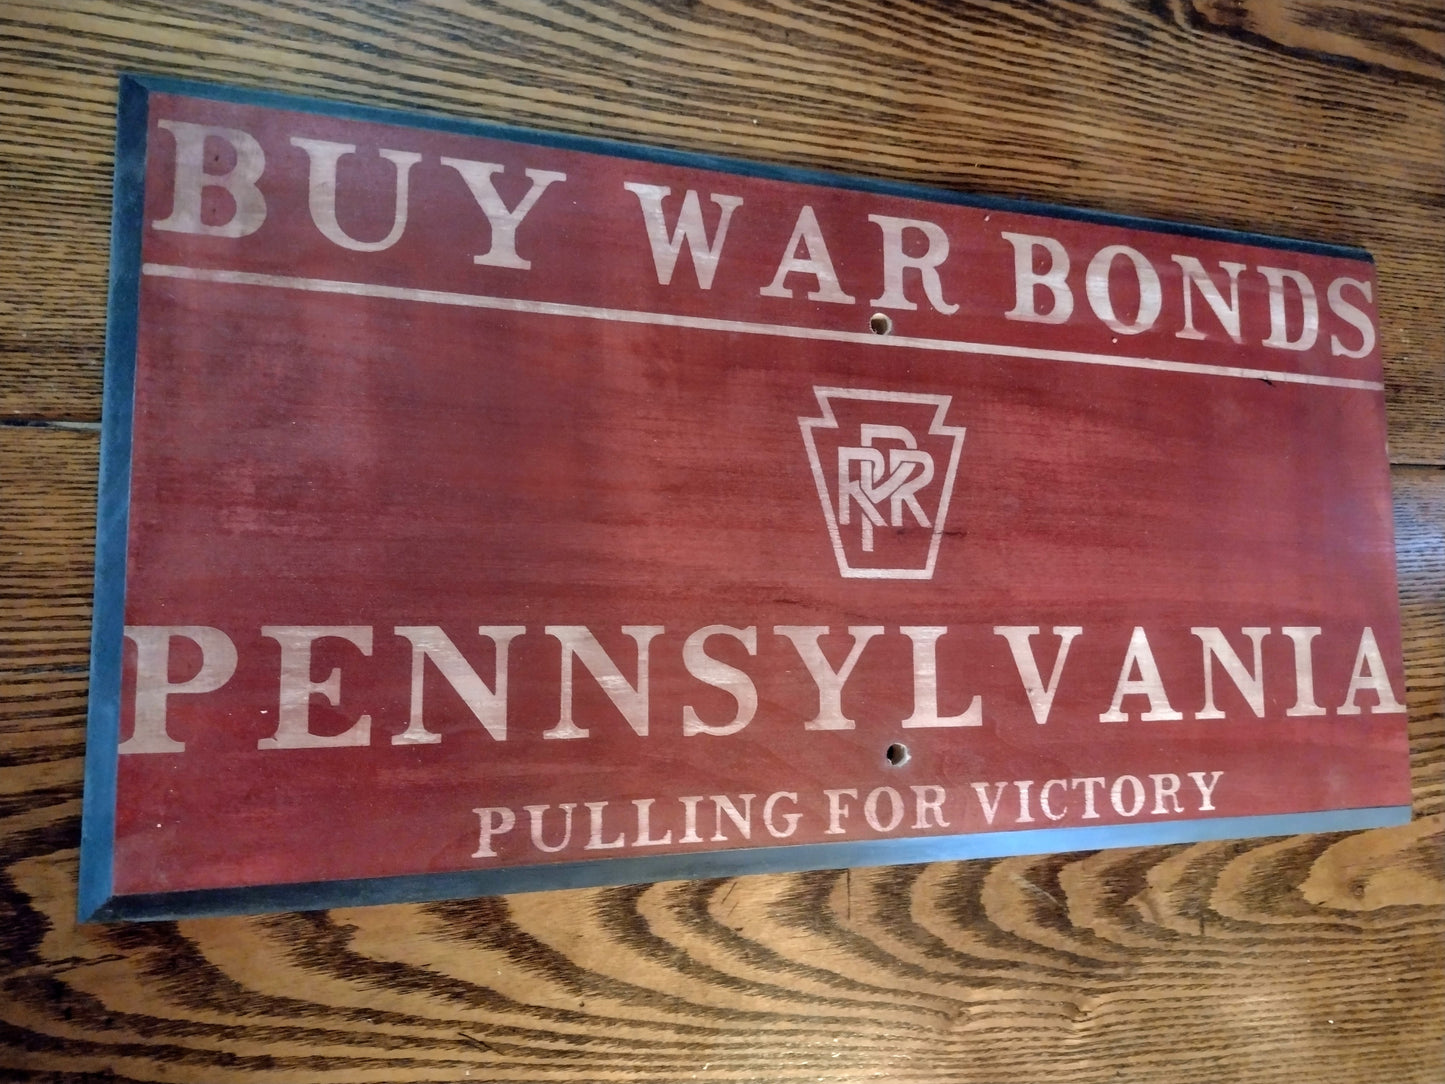 BUY WAR BONDS
PRR
PENNSYLVANIA
PULLING FOR VICTORY